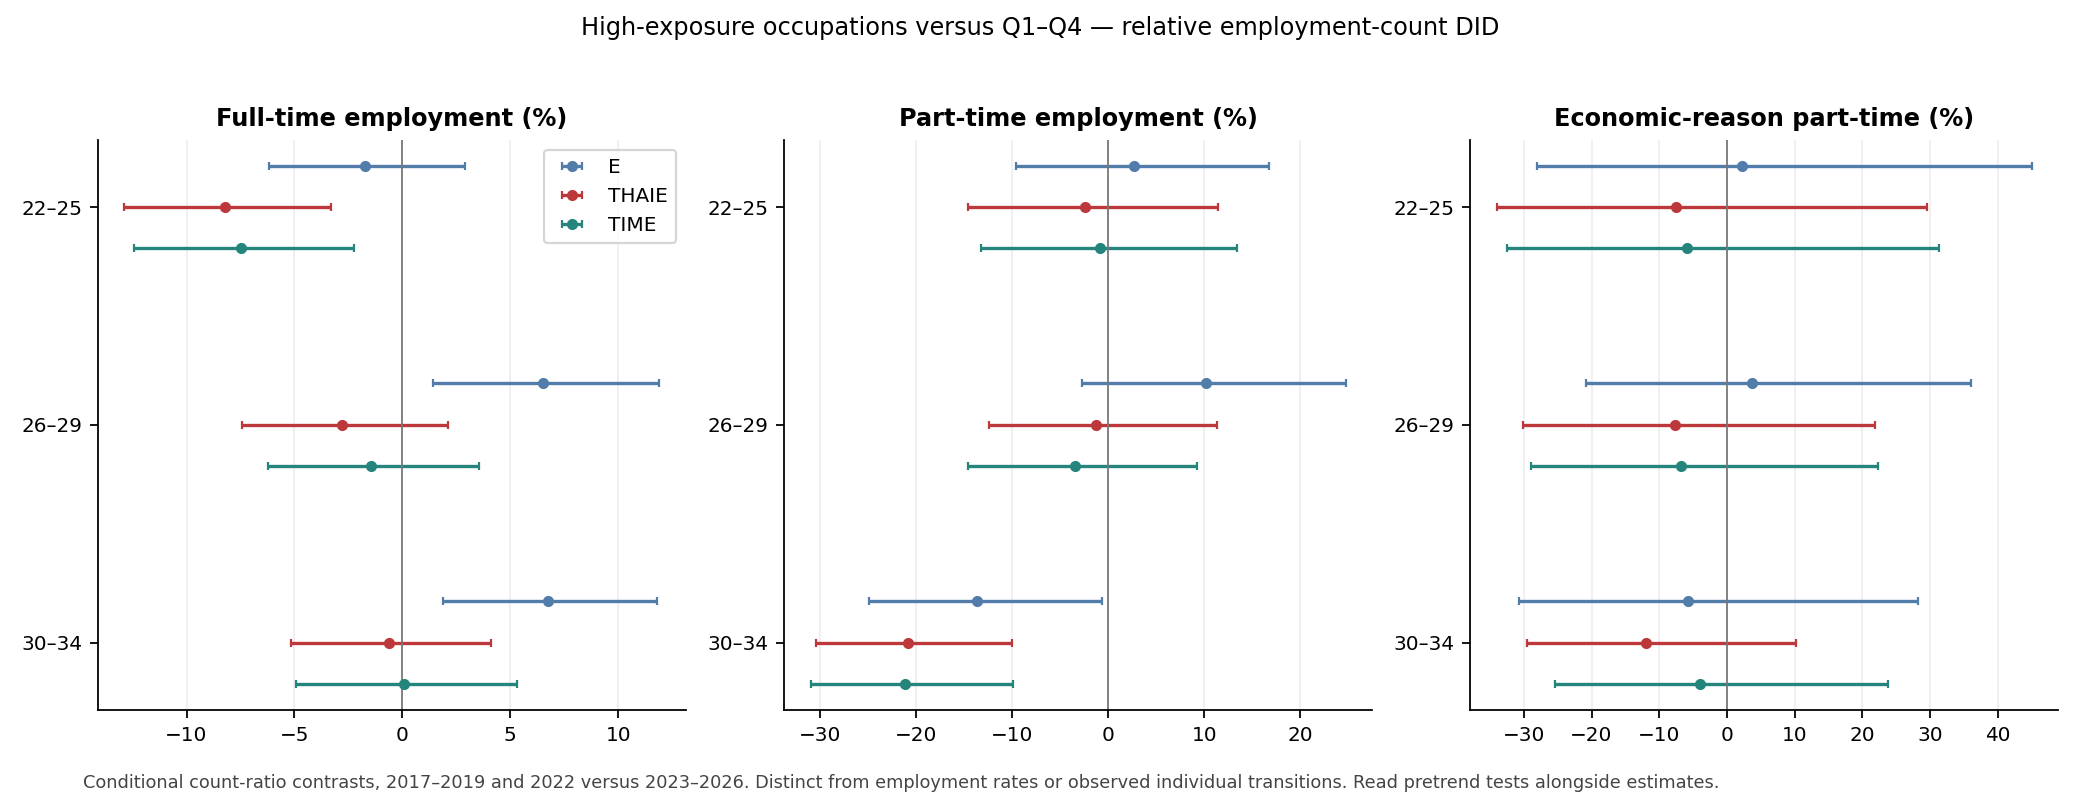 High-exposure occupations versus Q1–Q4 — relative employment-count DID
Full-time employment (%)
E
THAIE
TIME
22–25
26–29
30–34
−10 −5 0 5 10
Part-time employment (%)
22–25
26–29
30–34
−30 −20 −10 0 10 20
Economic-reason part-time (%)
22–25
26–29
30–34
−30 −20 −10 0 10 20 30 40
Conditional count-ratio contrasts, 2017–2019 and 2022 versus 2023–2026. Distinct from employment rates or observed individual transitions. Read pretrend tests alongside estimates.